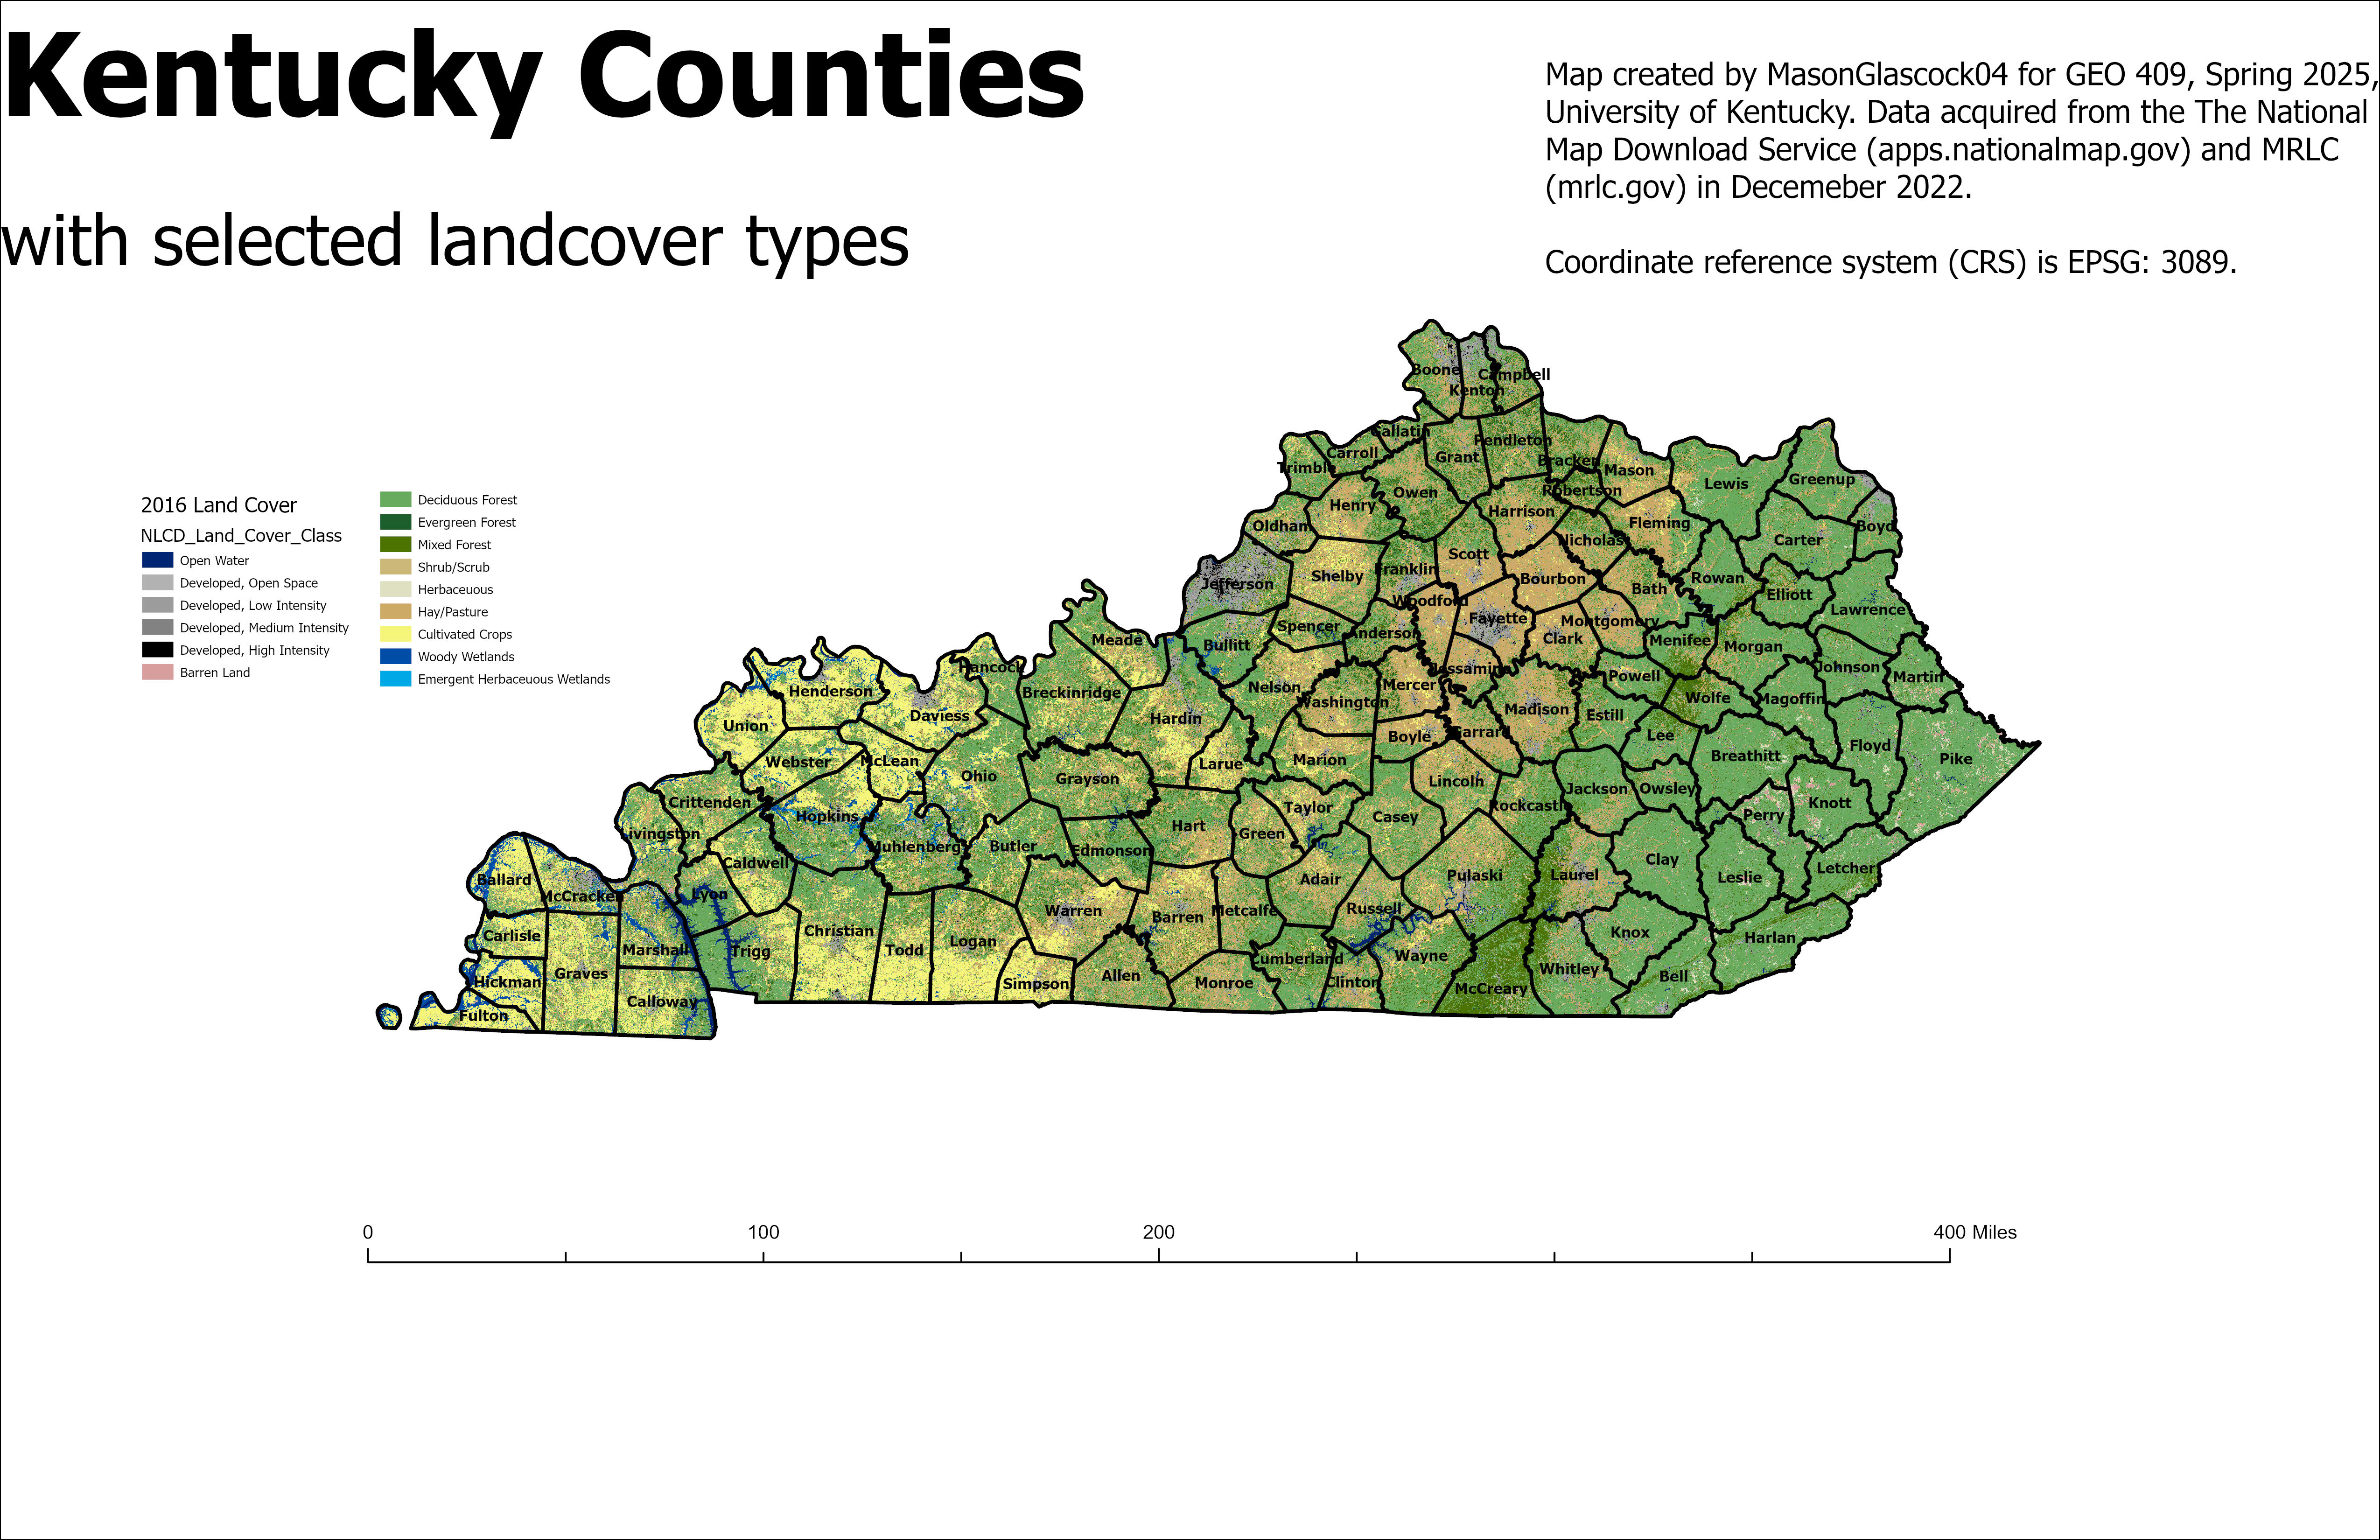 Kentucky Counties
with selected landcover types
Map created by MasonGlascock04 for GEO 409, Spring 2025,
University of Kentucky. Data acquired from the The National
Map Download Service (apps.nationalmap.gov) and MRLC
(mrlc.gov) in Decemeber 2022.
Coordinate reference system (CRS) is EPSG: 3089.
2016 Land Cover
NLCD_Land_Cover_Class
Open Water
Developed, Open Space
Developed, Low Intensity
Developed, Medium Intensity
Developed, High Intensity
Barren Land
Deciduous Forest
Evergreen Forest
Mixed Forest
Shrub/Scrub
Herbaceuous
Hay/Pasture
Cultivated Crops
Woody Wetlands
Emergent Herbaceuous Wetlands
Boone
Campbell
Kenton
Gallatin
Pendleton
Carroll
Grant
Trimble
Bracken
Mason
Lewis
Greenup
Owen
Robertson
Henry
Harrison
Fleming
Oldham
Boyd
Nicholas
Carter
Scott
Franklin
Shelby
Jefferson
Bourbon
Rowan
Bath
Elliott
Woodford
Lawrence
Fayette
Montgomery
Spencer
Anderson
Clark
Menifee
Meade
Bullitt
Morgan
Hancock
Jessamine
Johnson
Powell
Martin
Mercer
Nelson
Henderson
Breckinridge
Wolfe
Magoffin
Washington
Madison
Estill
Daviess
Hardin
Union
Garrard
Boyle
Lee
Floyd
Breathitt
Pike
Marion
McLean
Webster
Larue
Ohio
Grayson
Lincoln
Jackson
Owsley
Crittenden
Knott
Rockcastle
Taylor
Perry
Hopkins
Casey
Hart
Livingston
Green
Muhlenberg
Butler
Edmonson
Caldwell
Clay
Letcher
Ballard
Adair
Pulaski
Laurel
Leslie
McCracken
Lyon
Warren
Metcalfe
Russell
Barren
Christian
Knox
Carlisle
Harlan
Logan
Marshall
Trigg
Todd
Cumberland
Wayne
Whitley
Graves
Allen
Bell
Hickman
Simpson
Monroe
Clinton
McCreary
Calloway
Fulton
0 100 200 400 Miles